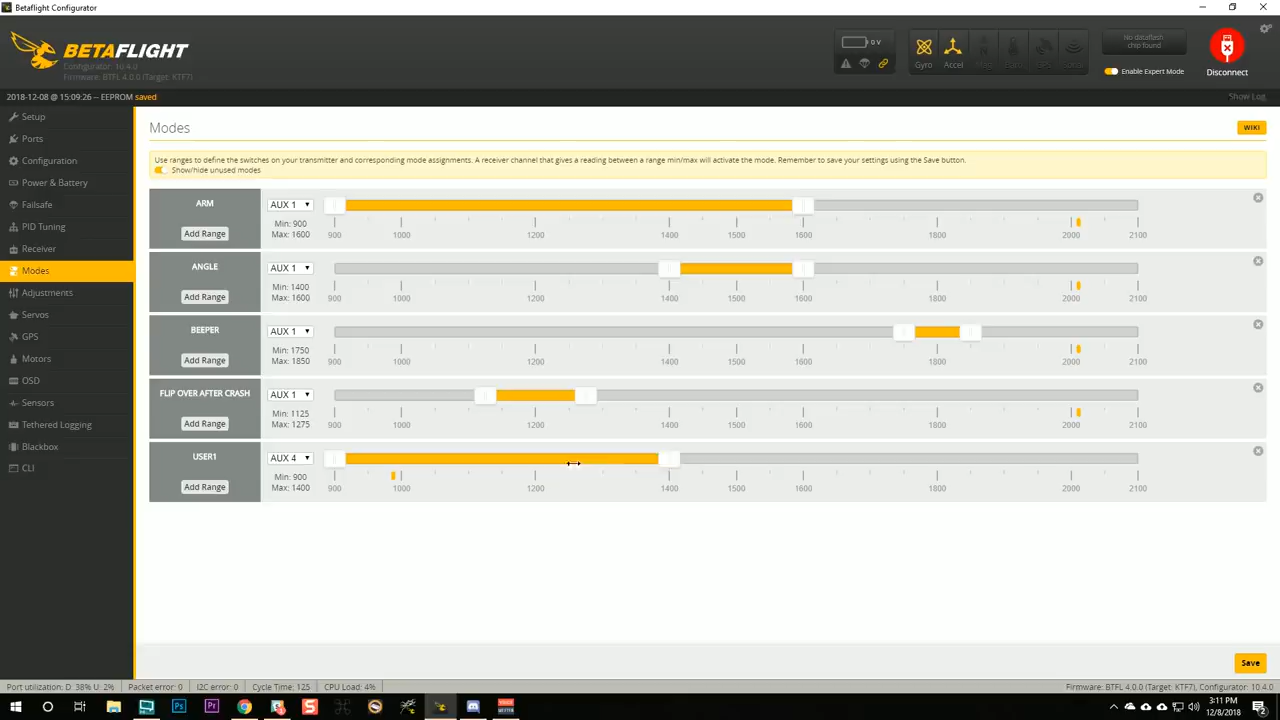 Betaflight Configurator
BETAFLIGHT
Configurator: 10.4.0
Firmware: BTFL 4.0.0 (Target: KTF7)
0 V
Gyro
Accel
Mag
Baro
GPS
Sonar
No dataflash
chip found
Enable Expert Mode
Disconnect
2018-12-08 @ 15:09:26 -- EEPROM saved
Show Log
Setup
Ports
Configuration
Power & Battery
Failsafe
PID Tuning
Receiver
Modes
Adjustments
Servos
GPS
Motors
OSD
Sensors
Tethered Logging
Blackbox
CLI
Modes
WIKI
Use ranges to define the switches on your transmitter and corresponding mode assignments. A receiver channel that gives a reading between a range min/max will activate the mode. Remember to save your settings using the Save button.
Show/hide unused modes
ARM
Add Range
AUX 1
Min: 900
Max: 1600
900 1000 1200 1400 1500 1600 1800 2000 2100
ANGLE
Add Range
AUX 1
Min: 1400
Max: 1600
900 1000 1200 1400 1500 1600 1800 2000 2100
BEEPER
Add Range
AUX 1
Min: 1750
Max: 1850
900 1000 1200 1400 1500 1600 1800 2000 2100
FLIP OVER AFTER CRASH
Add Range
AUX 1
Min: 1125
Max: 1275
900 1000 1200 1400 1500 1600 1800 2000 2100
USER1
Add Range
AUX 4
Min: 900
Max: 1400
900 1000 1200 1400 1500 1600 1800 2000 2100
Save
Port utilization: D: 38% U: 2% Packet error: 0 I2C error: 0 Cycle Time: 125 CPU Load: 4% Firmware: BTFL 4.0.0 (Target: KTF7), Configurator: 10.4.0
3:11 PM
12/8/2018